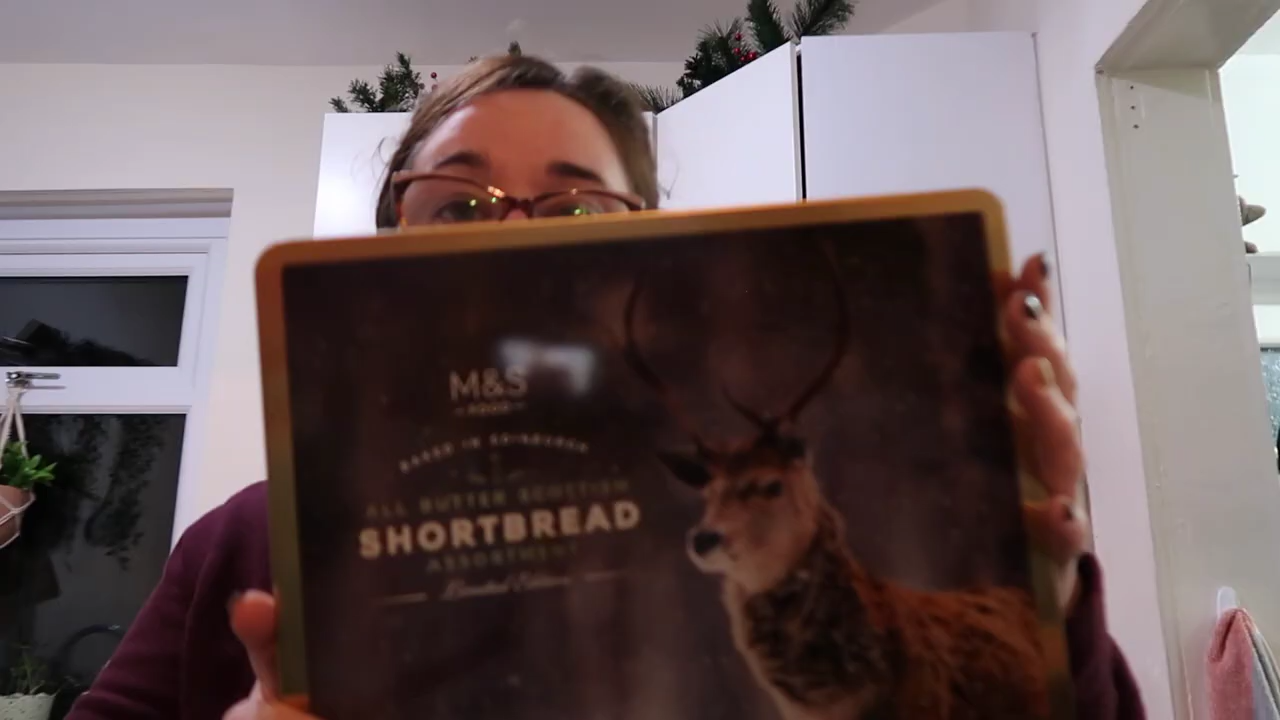 M&S
FOOD
BAKED IN EDINBURGH
ALL BUTTER SCOTTISH
SHORTBREAD
ASSORTMENT
Limited Edition